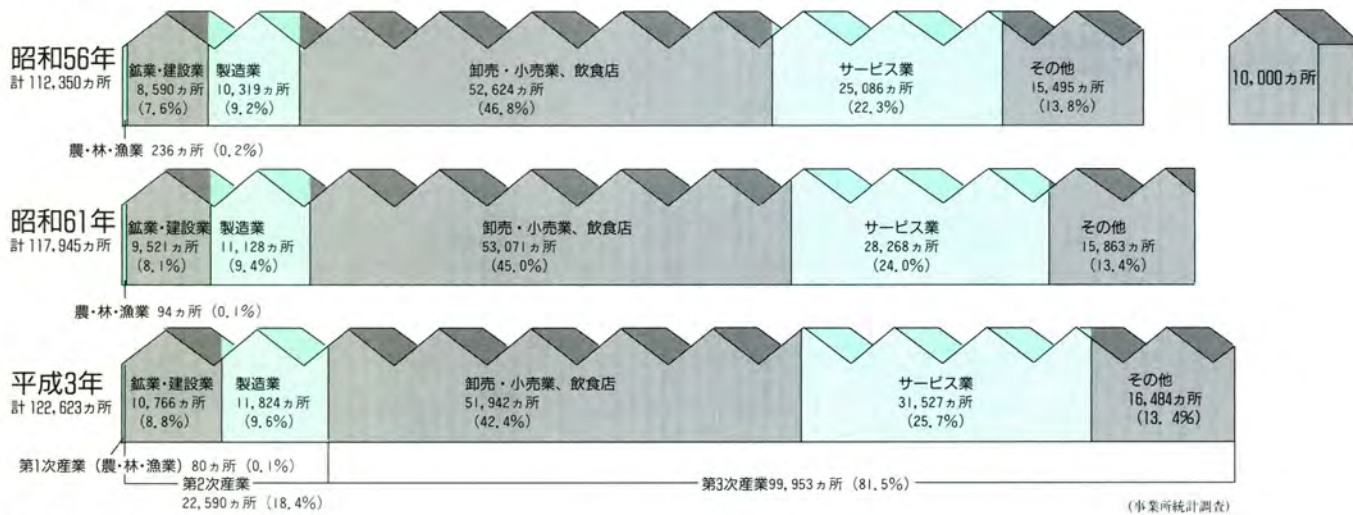 昭和56年
計 112,350ヵ所
鉱業・建設業
8,590ヵ所
(7.6%)
製造業
10,319ヵ所
(9.2%)
卸売・小売業、飲食店
52,624ヵ所
(46.8%)
サービス業
25,086ヵ所
(22.3%)
その他
15,495ヵ所
(13.8%)
10,000ヵ所
農・林・漁業 236ヵ所 (0.2%)
昭和61年
計 117,945ヵ所
鉱業・建設業
9,521ヵ所
(8.1%)
製造業
11,128ヵ所
(9.4%)
卸売・小売業、飲食店
53,071ヵ所
(45.0%)
サービス業
28,268ヵ所
(24.0%)
その他
15,863ヵ所
(13.4%)
農・林・漁業 94ヵ所 (0.1%)
平成3年
計 122,623ヵ所
鉱業・建設業
10,766ヵ所
(8.8%)
製造業
11,824ヵ所
(9.6%)
卸売・小売業、飲食店
51,942ヵ所
(42.4%)
サービス業
31,527ヵ所
(25.7%)
その他
16,484ヵ所
(13.4%)
第1次産業 (農・林・漁業) 80ヵ所 (0.1%)
第2次産業
22,590ヵ所 (18.4%)
第3次産業99,953ヵ所 (81.5%)
(事業所統計調査)